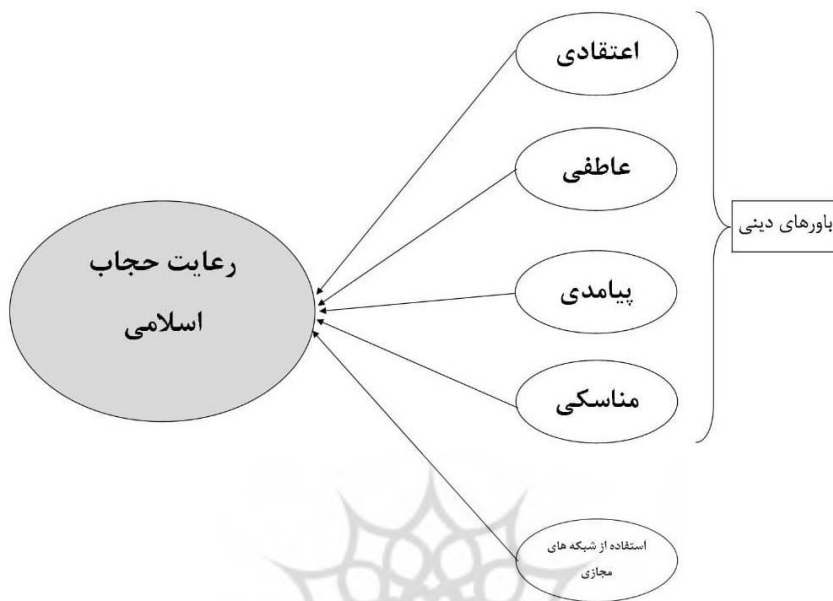 اعتقادی
عاطفی
پیامدی
مناسکی
باورهای دینی
رعایت حجاب
اسلامی
استفاده از شبکه های
مجازی